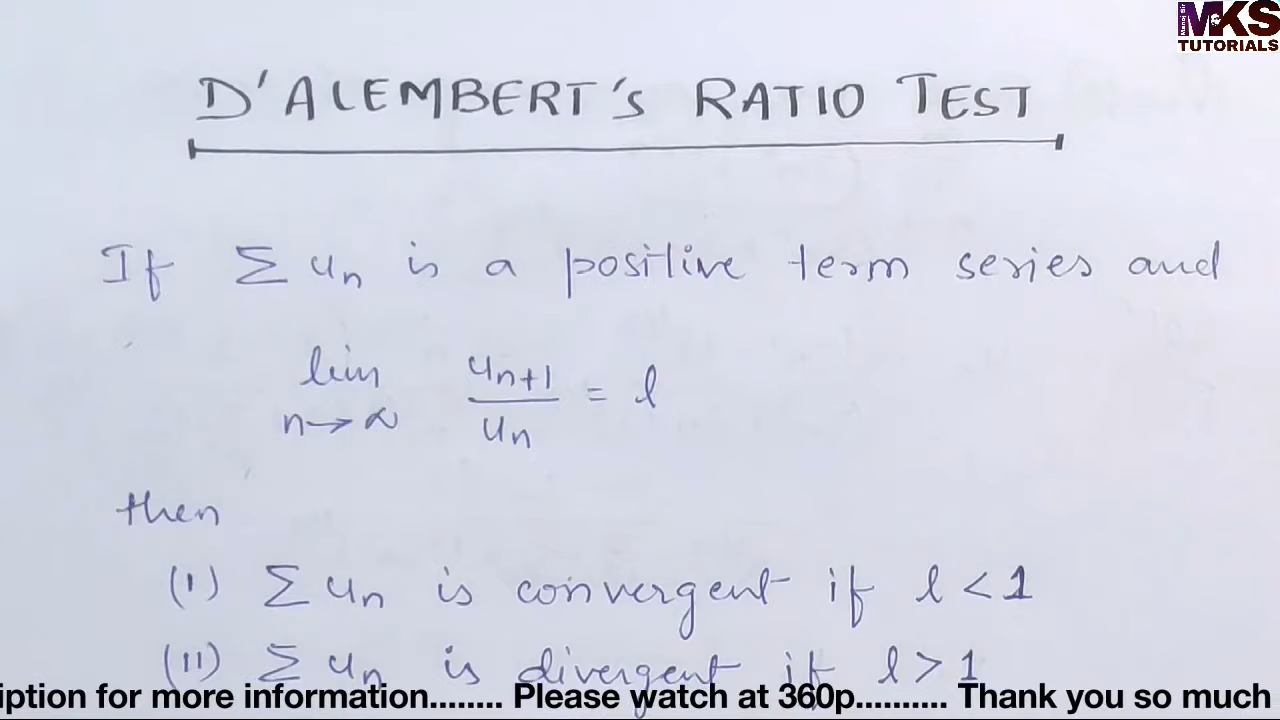 Manoj Sir
MKS
TUTORIALS
D'ALEMBERT'S RATIO TEST
If Σ un is a positive term series and
lim un+1
n→∞ un = l
then
(I) Σ un is convergent if l < 1
(II) Σ un is divergent if l > 1
iption for more information........ Please watch at 360p.......... Thank you so much